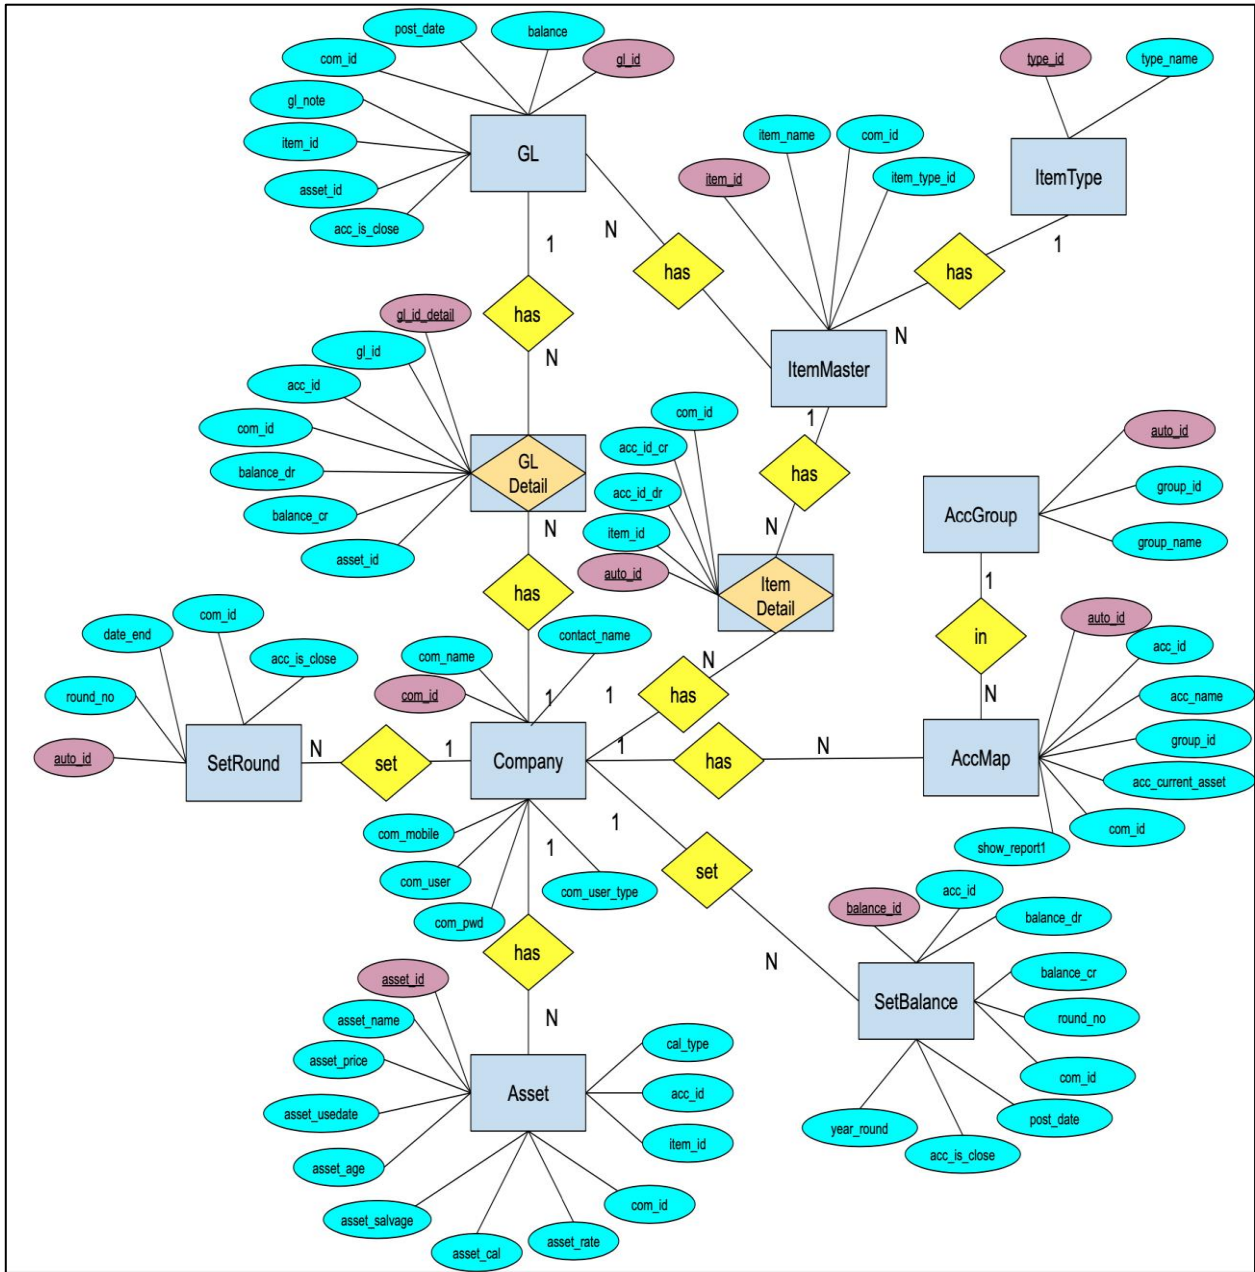 post_date
balance
com_id
gl_id
gl_note
item_id
asset_id
acc_is_close
GL
type_id
type_name
ItemType
item_name
com_id
item_id
item_type_id
1
N
has
1
has
N
has
gl_id_detail
N
ItemMaster
gl_id
acc_id
com_id
balance_dr
balance_cr
asset_id
GL
Detail
N
com_id
acc_id_cr
acc_id_dr
item_id
auto_id
1
has
N
Item
Detail
AccGroup
auto_id
group_id
group_name
1
in
N
has
com_id
date_end
acc_is_close
round_no
auto_id
SetRound
N
set
1
com_name
contact_name
com_id
1
1
Company
N
has
1
has
N
AccMap
auto_id
acc_id
acc_name
group_id
acc_current_asset
com_id
show_report1
com_mobile
com_user
com_pwd
com_user_type
1
1
set
N
has
N
balance_id
acc_id
balance_dr
balance_cr
round_no
com_id
post_date
acc_is_close
year_round
SetBalance
asset_id
asset_name
asset_price
asset_usedate
asset_age
asset_salvage
asset_cal
asset_rate
com_id
item_id
acc_id
cal_type
Asset